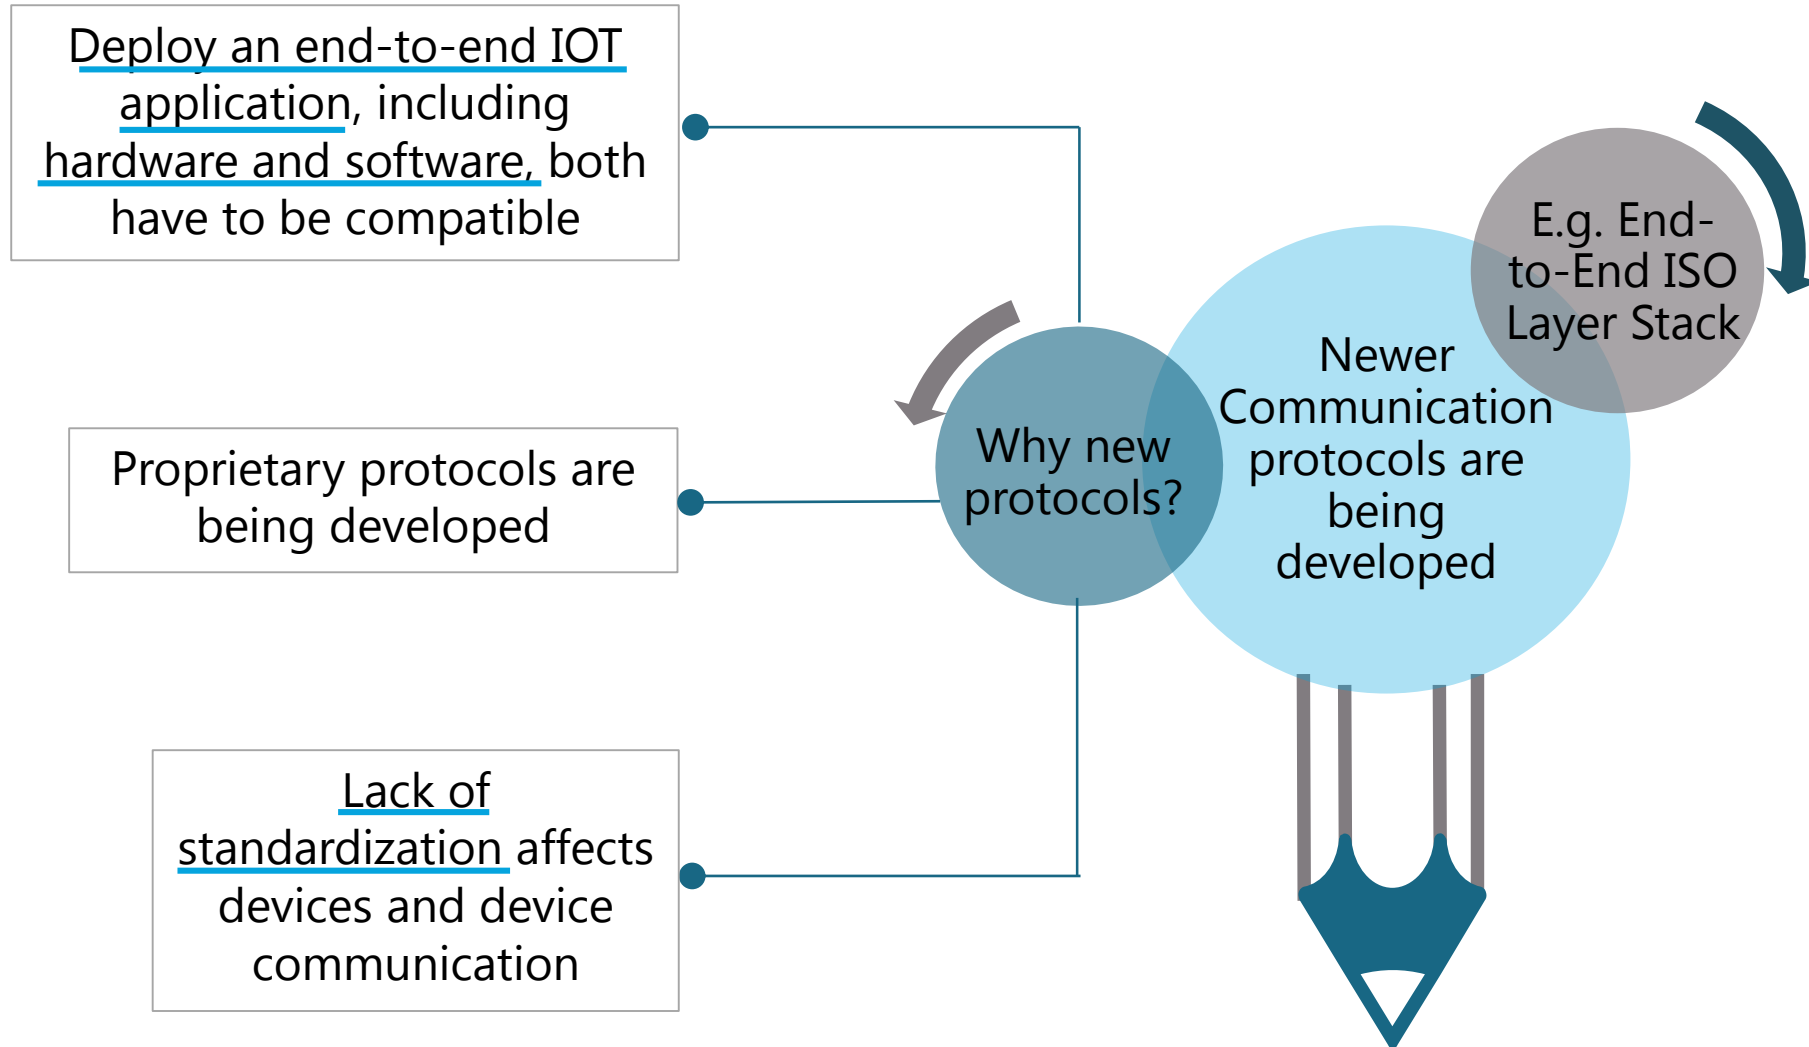 Deploy an end-to-end IOT
application, including
hardware and software, both
have to be compatible
Proprietary protocols are
being developed
Lack of
standardization affects
devices and device
communication
Why new
protocols?
Newer
Communication
protocols are
being
developed
E.g. End-
to-End ISO
Layer Stack